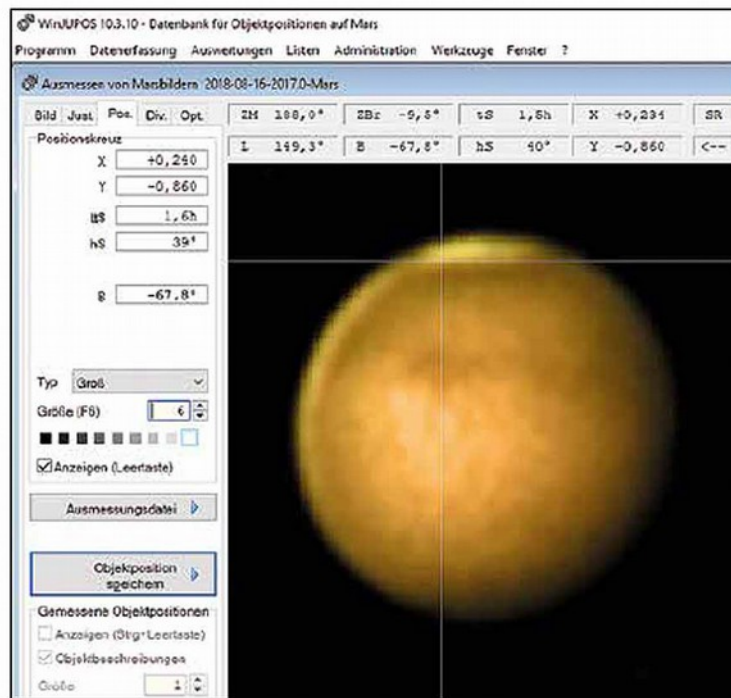 WinJUPOS 10.3.10 - Datenbank für Objektpositionen auf Mars
Programm Datenerfassung Auswertungen Listen Administration Werkzeuge Fenster ?
Ausmessen von Marsbildern 2018-08-16-2017.0-Mars
Bild Just. Pos. Div. Opt.
ZM 188,0° ZBr -9,5° tS 1,5h X +0,234 SR
L 149,3° B -67,8° hS 40° Y -0,860 <--
Positionskreuz
X +0,240
Y -0,860
tS 1,6h
hS 39°
B -67,8°
Typ Groß
Größe (F6) 6
Anzeigen (Leertaste)
Ausmessungsdatei
Objektposition
speichern
Gemessene Objektpositionen
Anzeigen (Strg+Leertaste)
Objektbeschreibungen
Größe 1